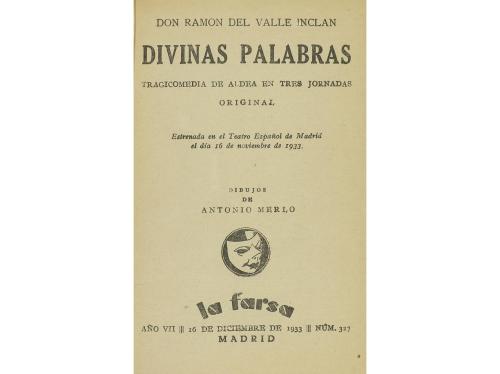 DON RAMON DEL VALLE INCLAN
DIVINAS PALABRAS
TRAGICOMEDIA DE ALDEA EN TRES JORNADAS
ORIGINAL
Estrenada en el Teatro Español de Madrid
el día 16 de noviembre de 1933.
DIBUJOS
DE
ANTONIO MERLO
la farsa
AÑO VII || 16 DE DICIEMBRE DE 1933 || NÚM. 327
MADRID